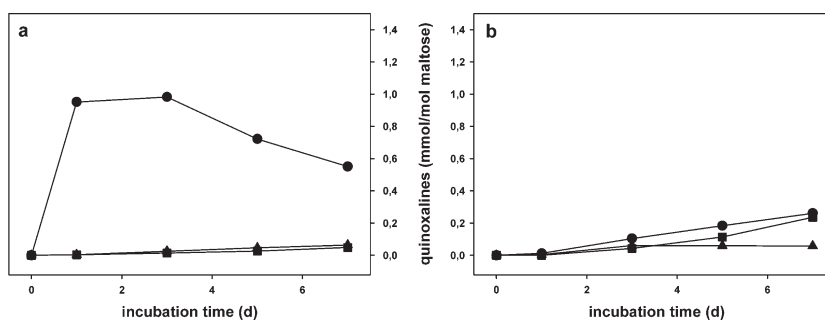 a
1,4
1,2
1,0
0,8
0,6
0,4
0,2
0,0
0 2 4 6
incubation time (d)
quinoxalines (mmol/mol maltose)
b
1,4
1,2
1,0
0,8
0,6
0,4
0,2
0,0
0 2 4 6
incubation time (d)